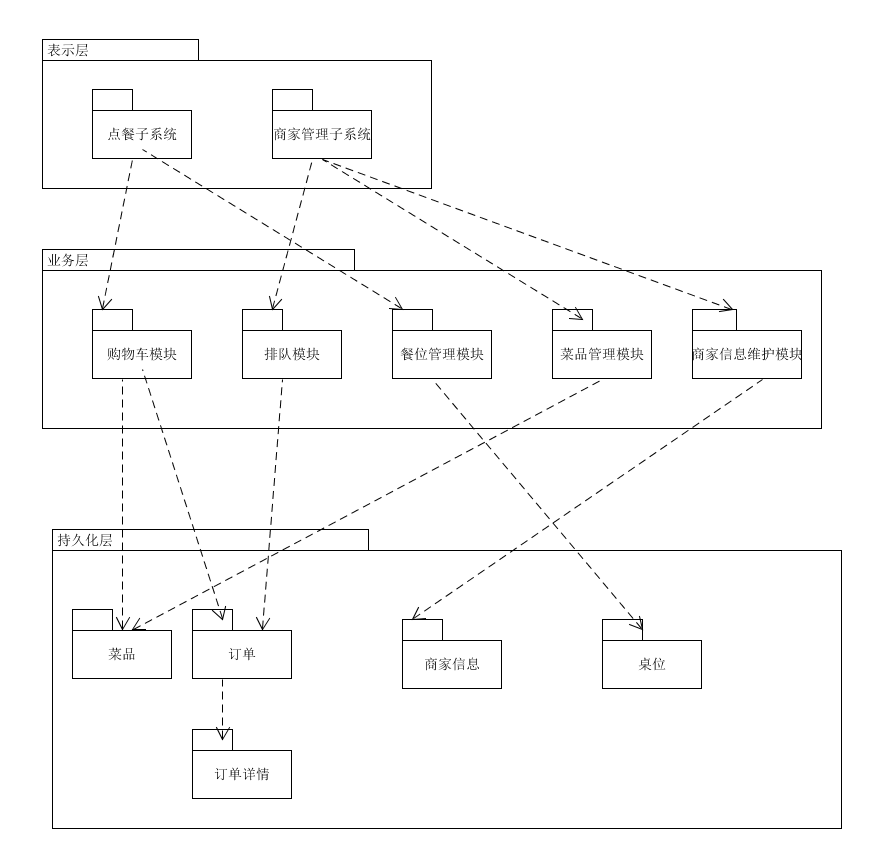 表示层
点餐子系统
商家管理子系统
业务层
购物车模块
排队模块
餐位管理模块
菜品管理模块
商家信息维护模块
持久化层
菜品
订单
商家信息
桌位
订单详情